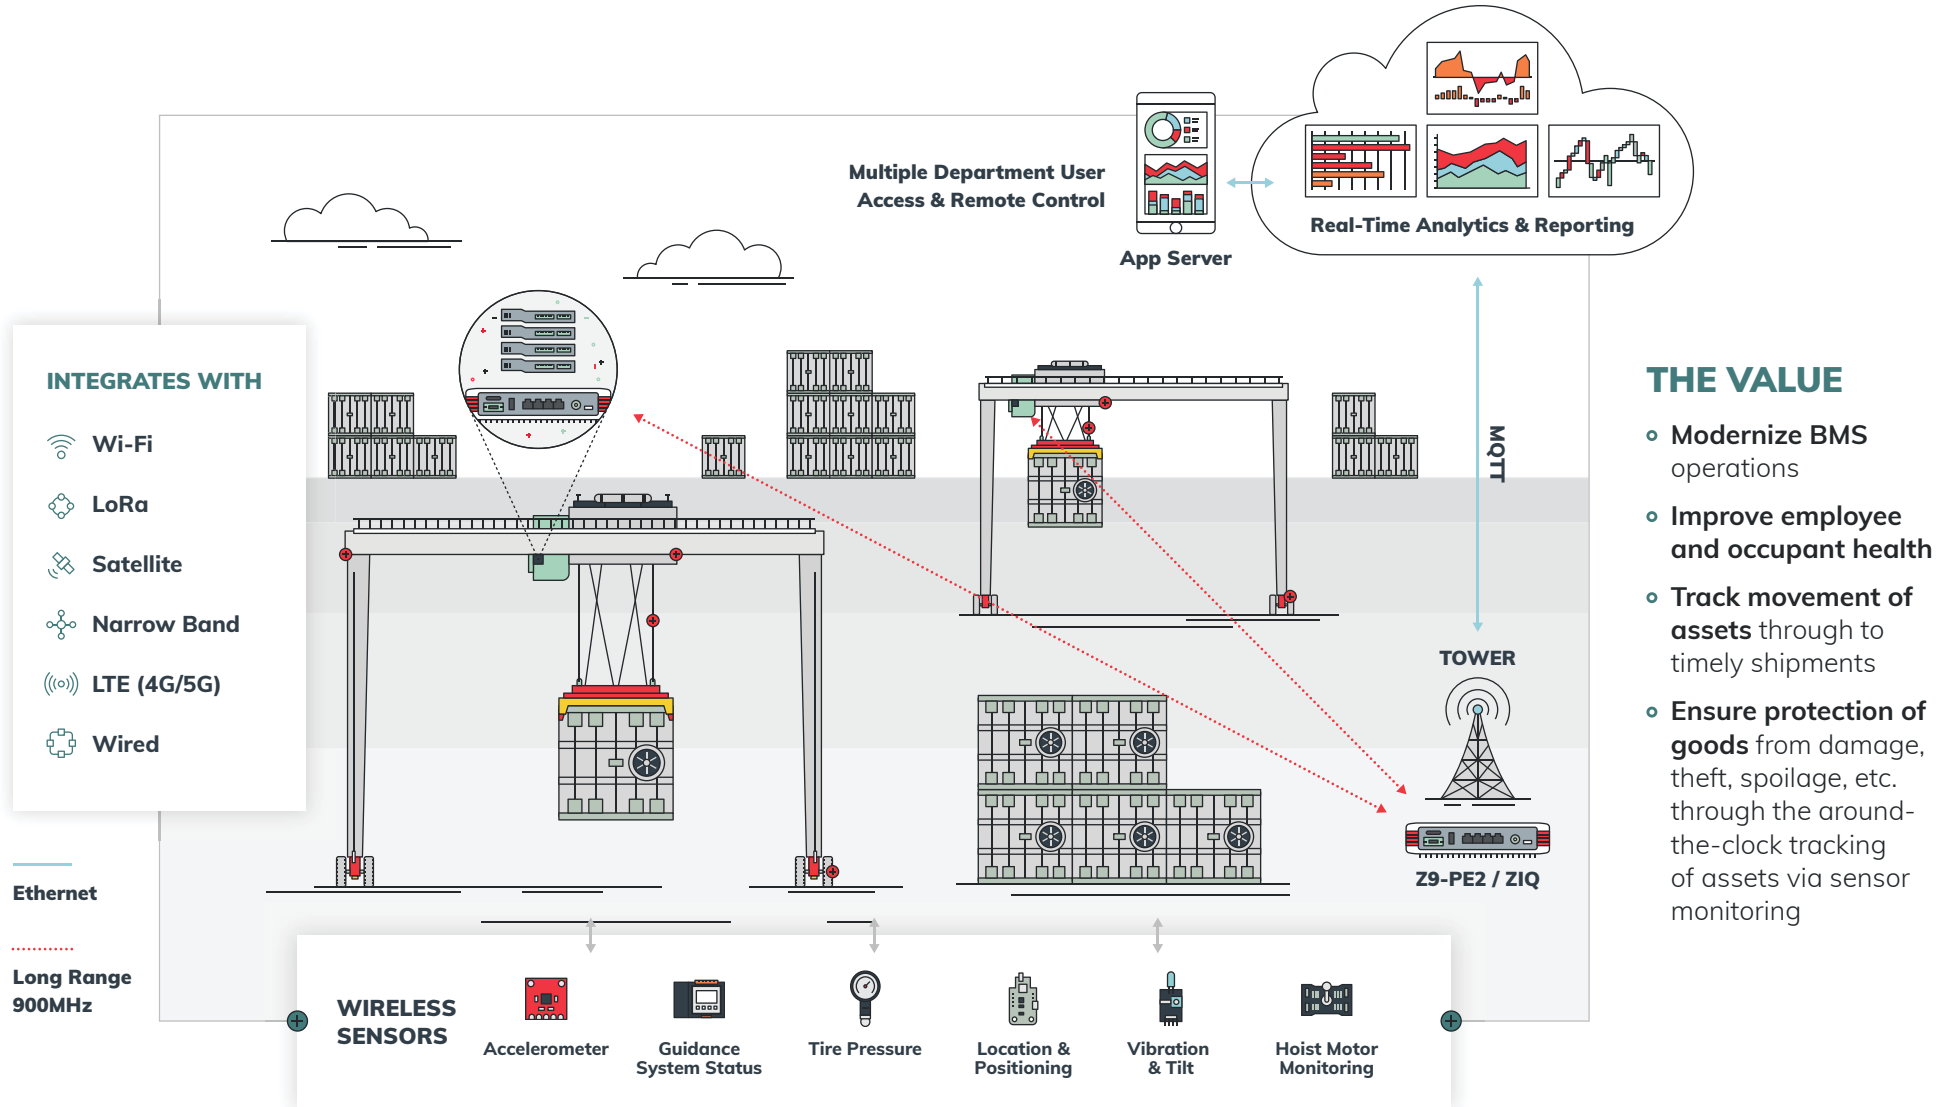 Multiple Department User
Access & Remote Control
App Server
Real-Time Analytics & Reporting
INTEGRATES WITH
Wi-Fi
LoRa
Satellite
Narrow Band
LTE (4G/5G)
Wired
Ethernet
Long Range
900MHz
MQTT
TOWER
Z9-PE2 / ZIQ
THE VALUE
Modernize BMS
operations
Improve employee
and occupant health
Track movement of
assets through to
timely shipments
Ensure protection of
goods from damage,
theft, spoilage, etc.
through the around-
the-clock tracking
of assets via sensor
monitoring
WIRELESS
SENSORS
Accelerometer
Guidance
System Status
Tire Pressure
Location &
Positioning
Vibration
& Tilt
Hoist Motor
Monitoring